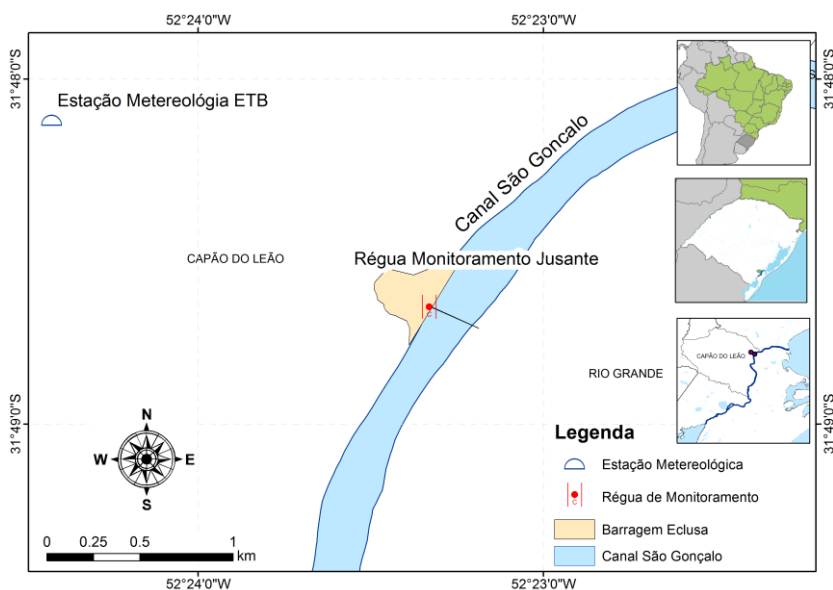 52°24'0"W
52°23'0"W
31°48'0"S
31°48'0"S
Estação Metereológia ETB
Canal São Gonçalo
CAPÃO DO LEÃO
Régua Monitoramento Jusante
C
CAPÃO DO LEÃO
RIO GRANDE
31°49'0"S
31°49'0"S
N
W
E
S
Legenda
Estação Metereológica
C
Régua de Monitoramento
Barragem Eclusa
Canal São Gonçalo
0 0.25 0.5 1
km
52°24'0"W
52°23'0"W